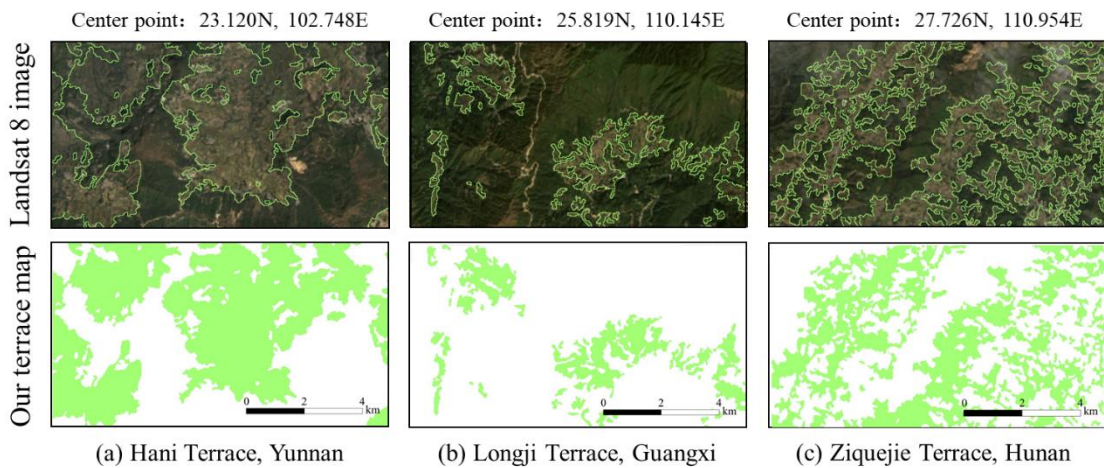 Center point：23.120N, 102.748E
Center point：25.819N, 110.145E
Center point：27.726N, 110.954E
Landsat 8 image
Our terrace map
0 2 4
km
0 2 4
km
0 2 4
km
(a) Hani Terrace, Yunnan
(b) Longji Terrace, Guangxi
(c) Ziquejie Terrace, Hunan